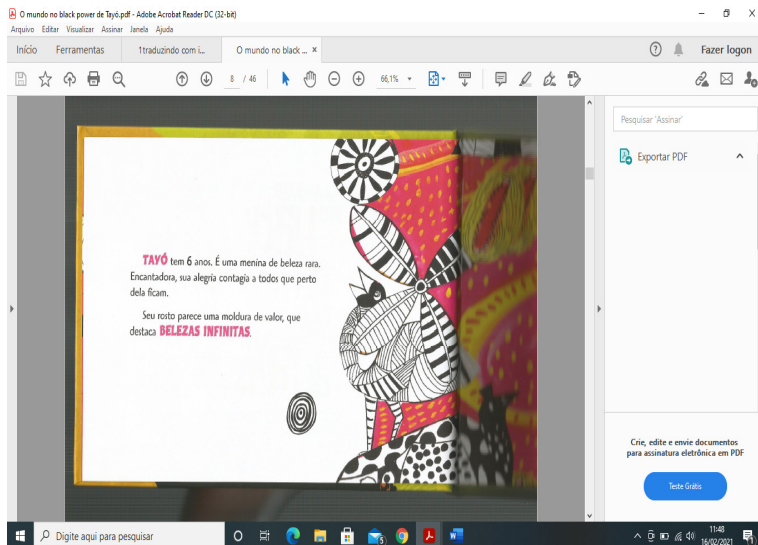 O mundo no black power de Tayó.pdf - Adobe Acrobat Reader DC (32-bit)
Arquivo Editar Visualizar Assinar Janela Ajuda
Início Ferramentas 1traduzindo com i... O mundo no black ... × Fazer logon
8 / 46 66,1%
Pesquisar 'Assinar'
Exportar PDF
TAYÓ tem 6 anos. É uma menina de beleza rara.
Encantadora, sua alegria contagia a todos que perto
dela ficam.
Seu rosto parece uma moldura de valor, que
destaca BELEZAS INFINITAS.
Crie, edite e envie documentos
para assinatura eletrônica em PDF
Teste Grátis
Digite aqui para pesquisar
11:48
16/02/2021